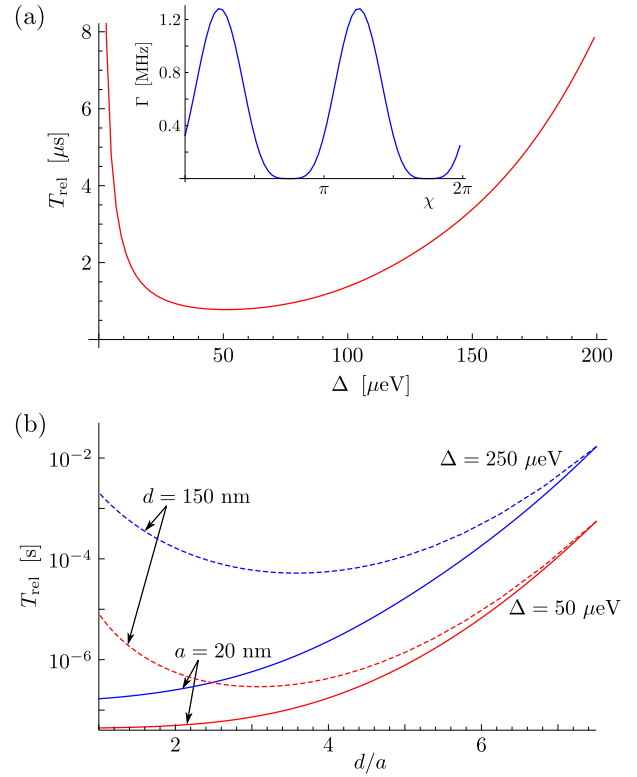 (a)
1.2
0.8
0.4
Γ [MHz]
π
χ
2π
8
6
4
2
T_rel [μs]
50
100
150
200
Δ [μeV]
(b)
10⁻²
10⁻⁴
10⁻⁶
T_rel [s]
Δ = 250 μeV
d = 150 nm
Δ = 50 μeV
a = 20 nm
2
4
6
d/a